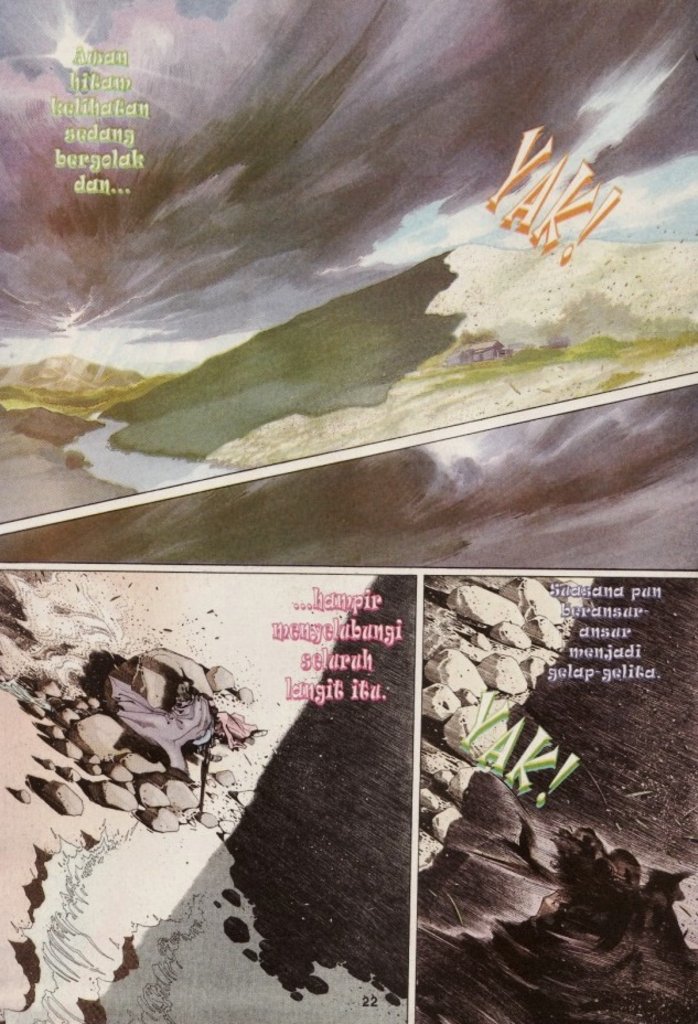 Awan
hitam
kelihatan
sedang
bergolak
dan...
YAK!
...hampir
menyelubungi
seluruh
langit itu.
Suasana pun
beransur-
ansur
menjadi
gelap-gelita.
YAK!
22